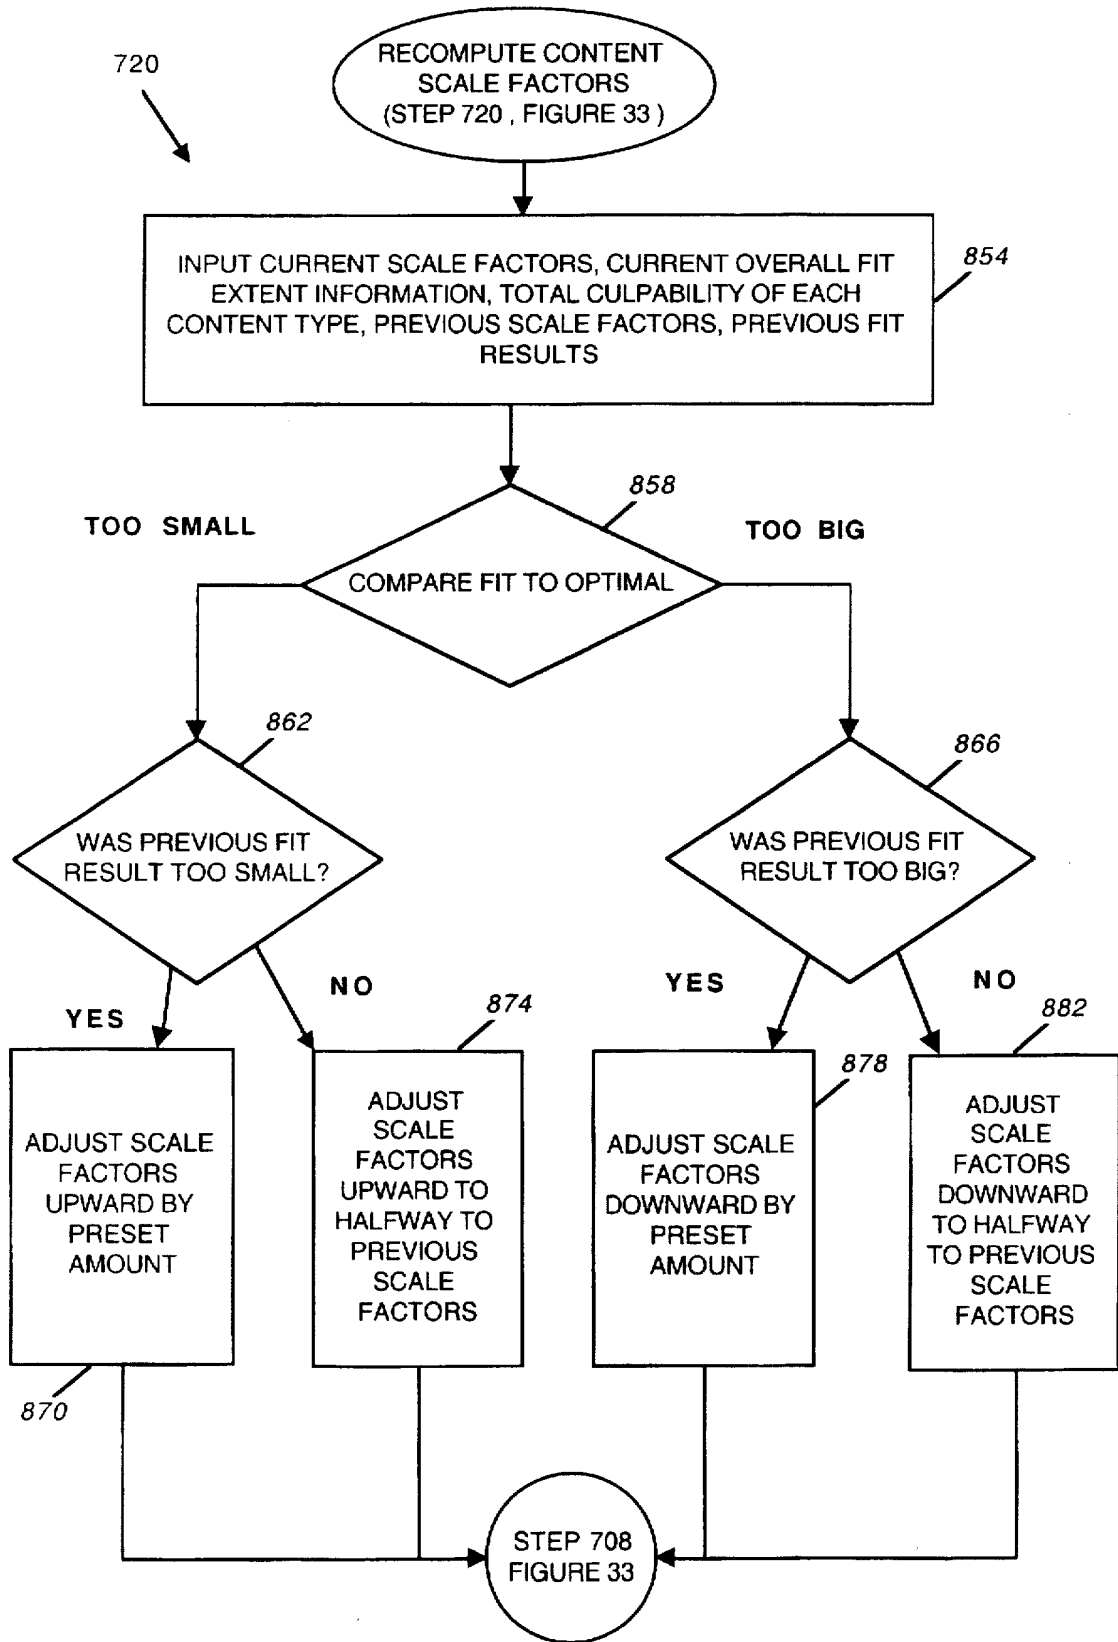 720
RECOMPUTE CONTENT
SCALE FACTORS
(STEP 720 , FIGURE 33 )
854
INPUT CURRENT SCALE FACTORS, CURRENT OVERALL FIT
EXTENT INFORMATION, TOTAL CULPABILITY OF EACH
CONTENT TYPE, PREVIOUS SCALE FACTORS, PREVIOUS FIT
RESULTS
858
TOO SMALL
TOO BIG
COMPARE FIT TO OPTIMAL
862
WAS PREVIOUS FIT
RESULT TOO SMALL?
866
WAS PREVIOUS FIT
RESULT TOO BIG?
YES
NO
YES
NO
870
ADJUST SCALE
FACTORS
UPWARD BY
PRESET
AMOUNT
874
ADJUST
SCALE
FACTORS
UPWARD TO
HALFWAY TO
PREVIOUS
SCALE
FACTORS
878
ADJUST SCALE
FACTORS
DOWNWARD BY
PRESET
AMOUNT
882
ADJUST
SCALE
FACTORS
DOWNWARD
TO HALFWAY
TO PREVIOUS
SCALE
FACTORS
STEP 708
FIGURE 33